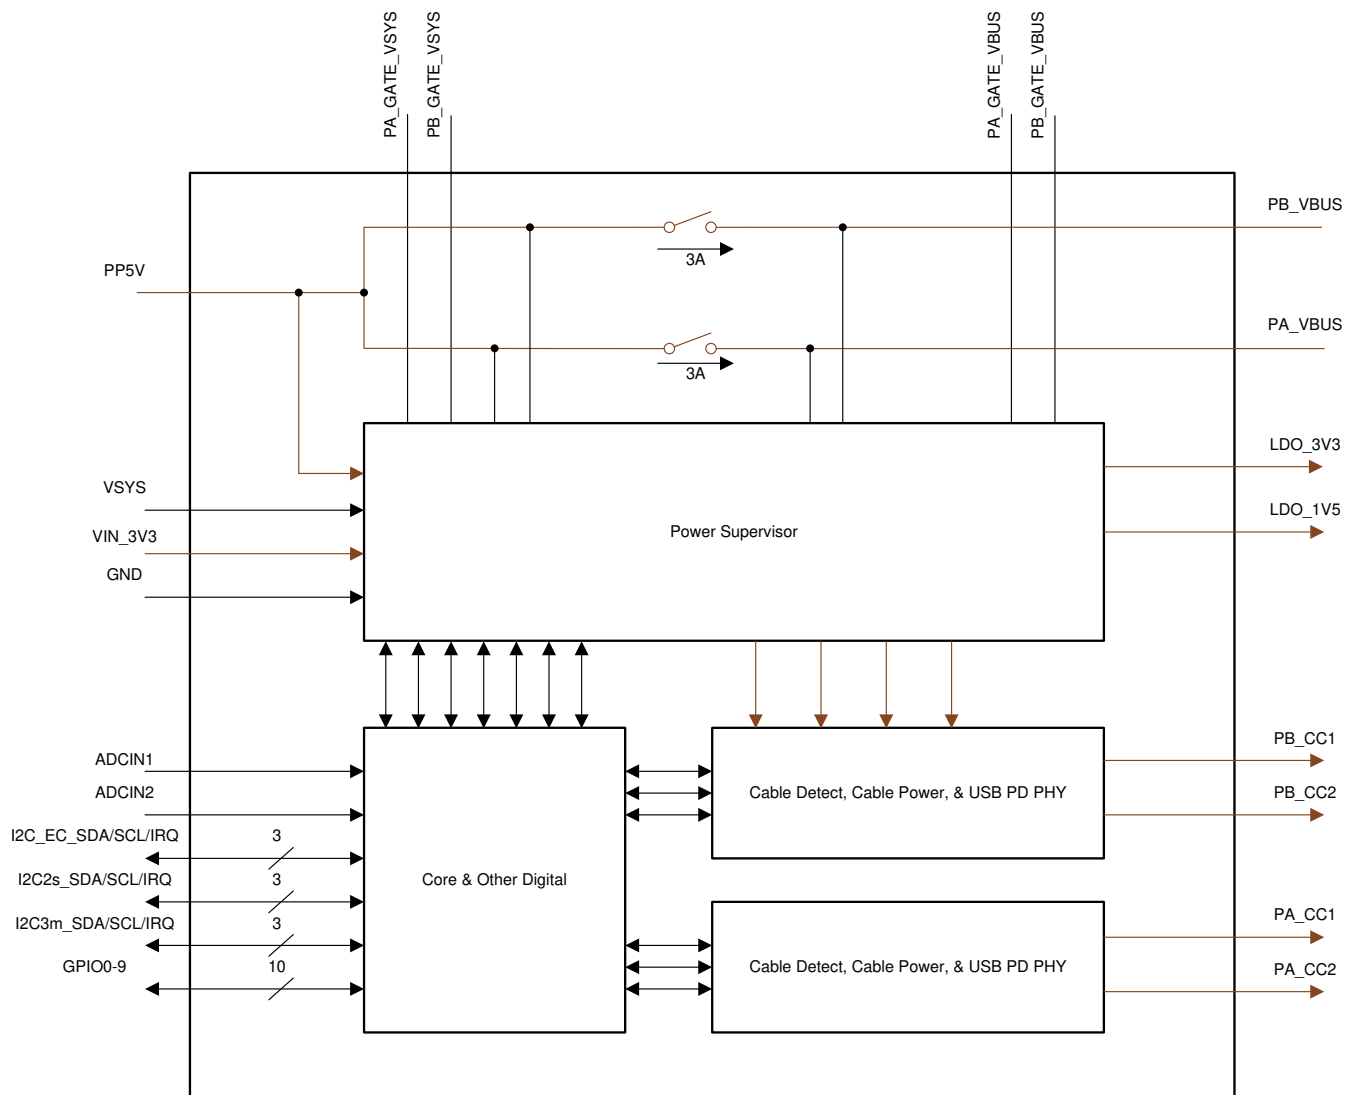 PA_GATE_VSYS
PB_GATE_VSYS
PA_GATE_VBUS
PB_GATE_VBUS
PB_VBUS
3A
PP5V
PA_VBUS
3A
LDO_3V3
VSYS
LDO_1V5
Power Supervisor
VIN_3V3
GND
PB_CC1
ADCIN1
ADCIN2
Cable Detect, Cable Power, & USB PD PHY
PB_CC2
I2C_EC_SDA/SCL/IRQ
3
I2C2s_SDA/SCL/IRQ
3
Core & Other Digital
I2C3m_SDA/SCL/IRQ
3
PA_CC1
GPIO0-9
10
Cable Detect, Cable Power, & USB PD PHY
PA_CC2